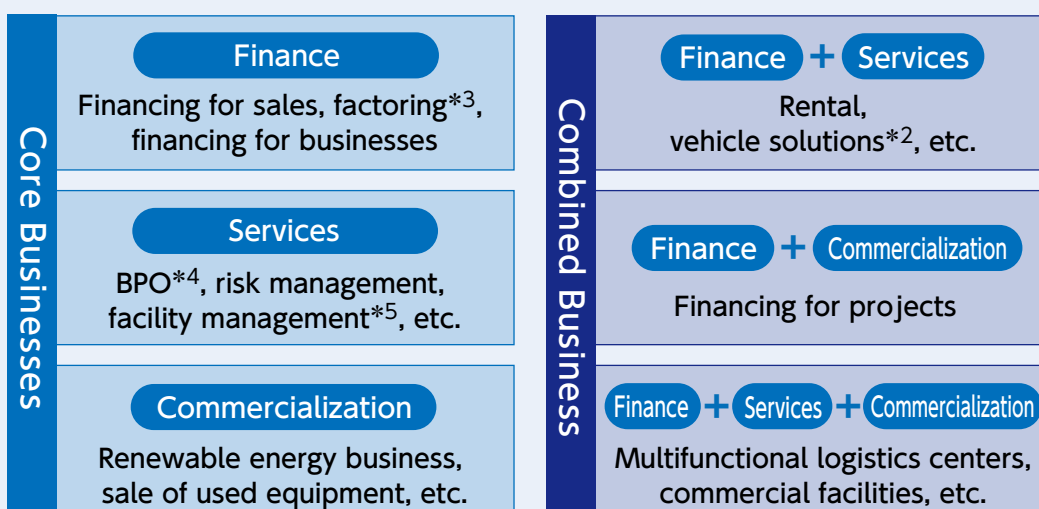 Core Businesses
Finance
Financing for sales, factoring*3,
financing for businesses
Services
BPO*4, risk management,
facility management*5, etc.
Commercialization
Renewable energy business,
sale of used equipment, etc.
Combined Business
Finance + Services
Rental,
vehicle solutions*2, etc.
Finance + Commercialization
Financing for projects
Finance + Services + Commercialization
Multifunctional logistics centers,
commercial facilities, etc.